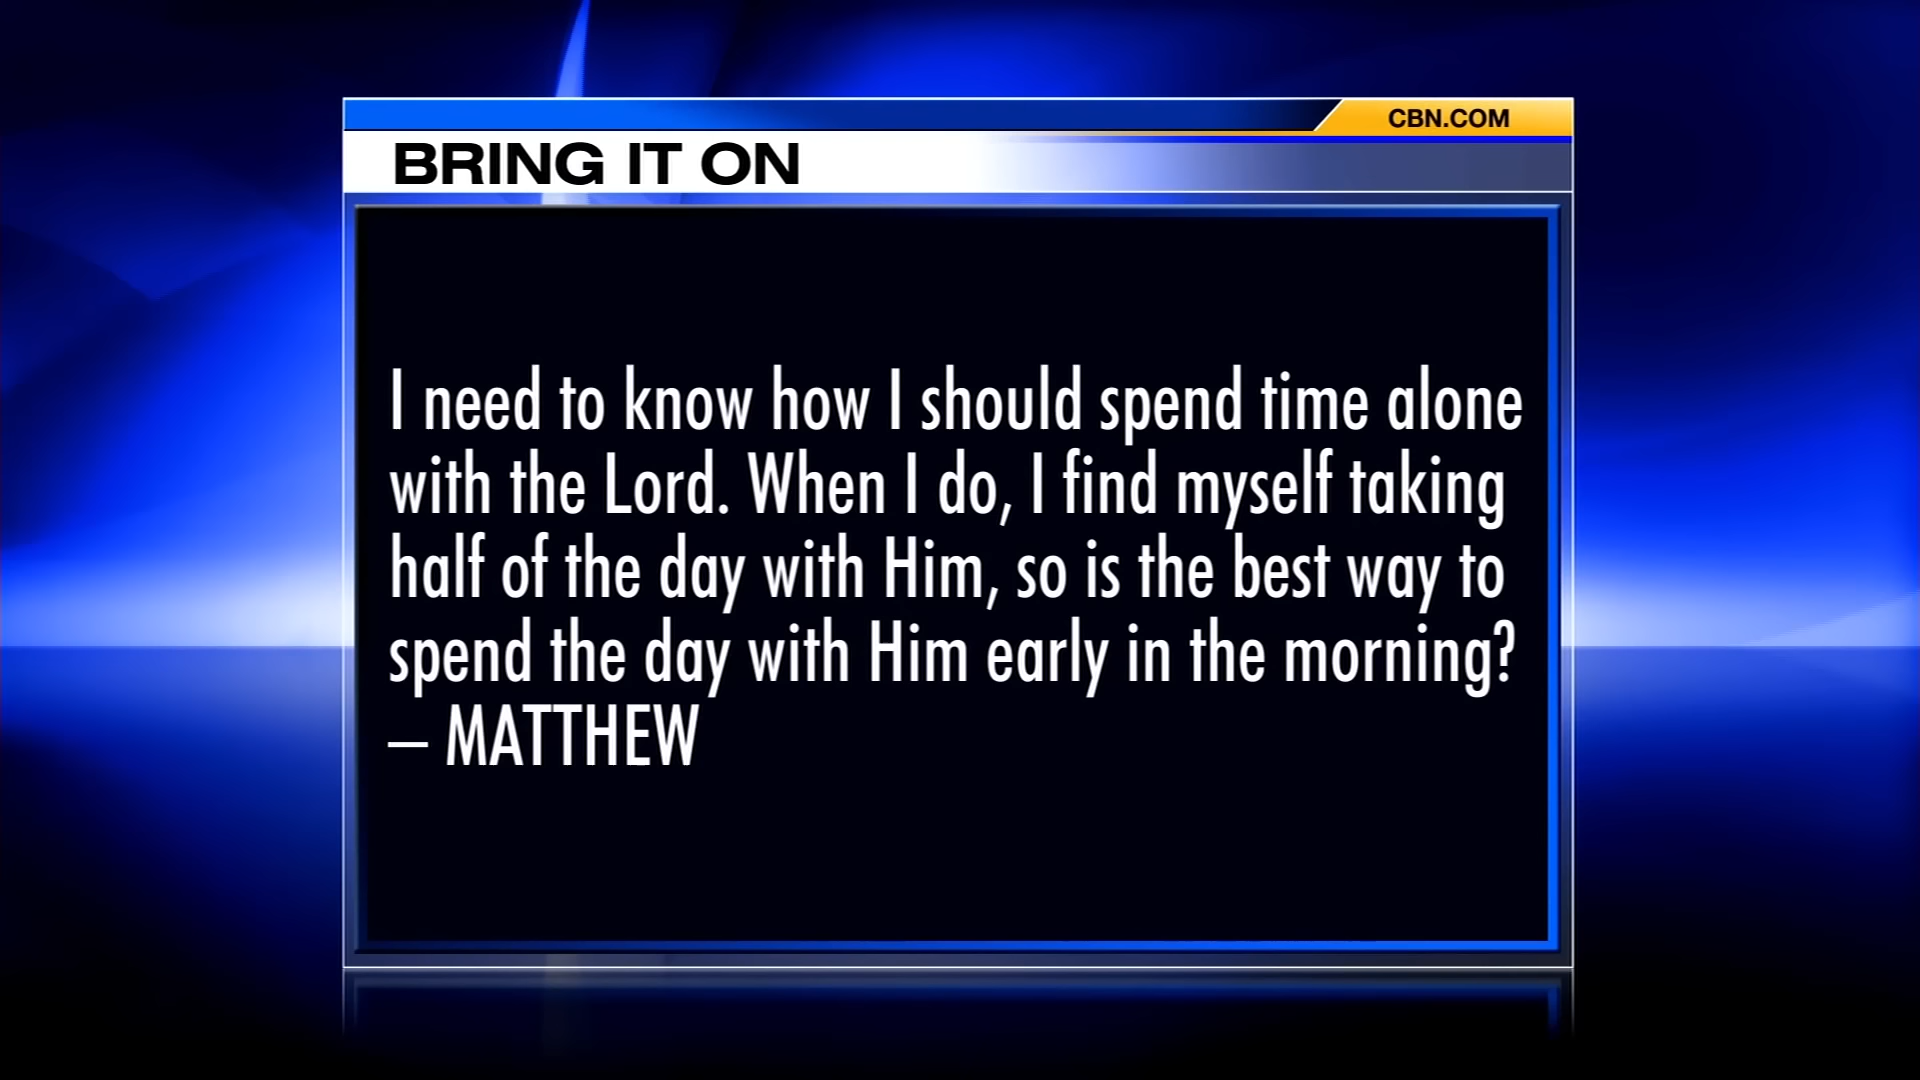 CBN.COM
BRING IT ON
I need to know how I should spend time alone
with the Lord. When I do, I find myself taking
half of the day with Him, so is the best way to
spend the day with Him early in the morning?
– MATTHEW